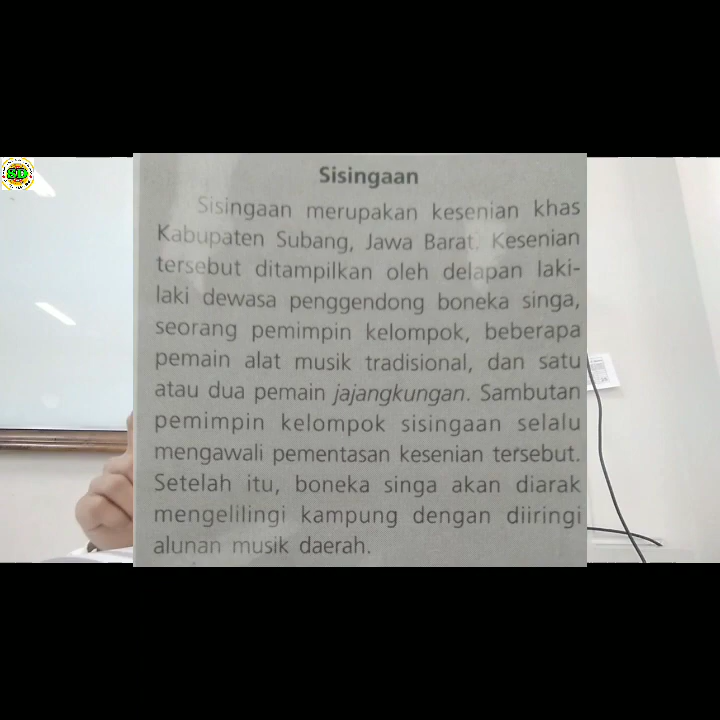 SD
Sisingaan
Sisingaan merupakan kesenian khas
Kabupaten Subang, Jawa Barat. Kesenian
tersebut ditampilkan oleh delapan laki-
laki dewasa penggendong boneka singa,
seorang pemimpin kelompok, beberapa
pemain alat musik tradisional, dan satu
atau dua pemain jajangkungan. Sambutan
pemimpin kelompok sisingaan selalu
mengawali pementasan kesenian tersebut.
Setelah itu, boneka singa akan diarak
mengelilingi kampung dengan diiringi
alunan musik daerah.